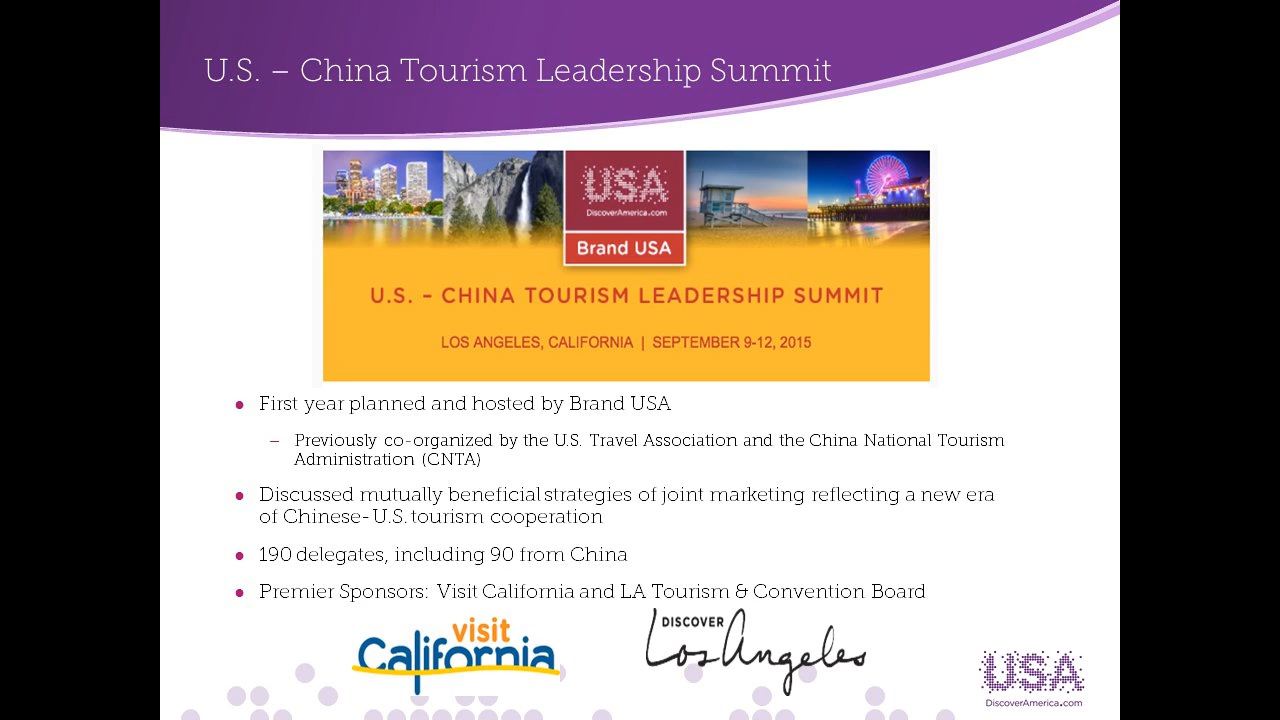 U.S. – China Tourism Leadership Summit
USA
DiscoverAmerica.com
Brand USA
U.S. – CHINA TOURISM LEADERSHIP SUMMIT
LOS ANGELES, CALIFORNIA | SEPTEMBER 9-12, 2015
• First year planned and hosted by Brand USA
– Previously co-organized by the U.S. Travel Association and the China National Tourism
Administration (CNTA)
• Discussed mutually beneficial strategies of joint marketing reflecting a new era
of Chinese-U.S. tourism cooperation
• 190 delegates, including 90 from China
• Premier Sponsors: Visit California and LA Tourism & Convention Board
visit
California
DISCOVER
Los Angeles
USA
DiscoverAmerica.com